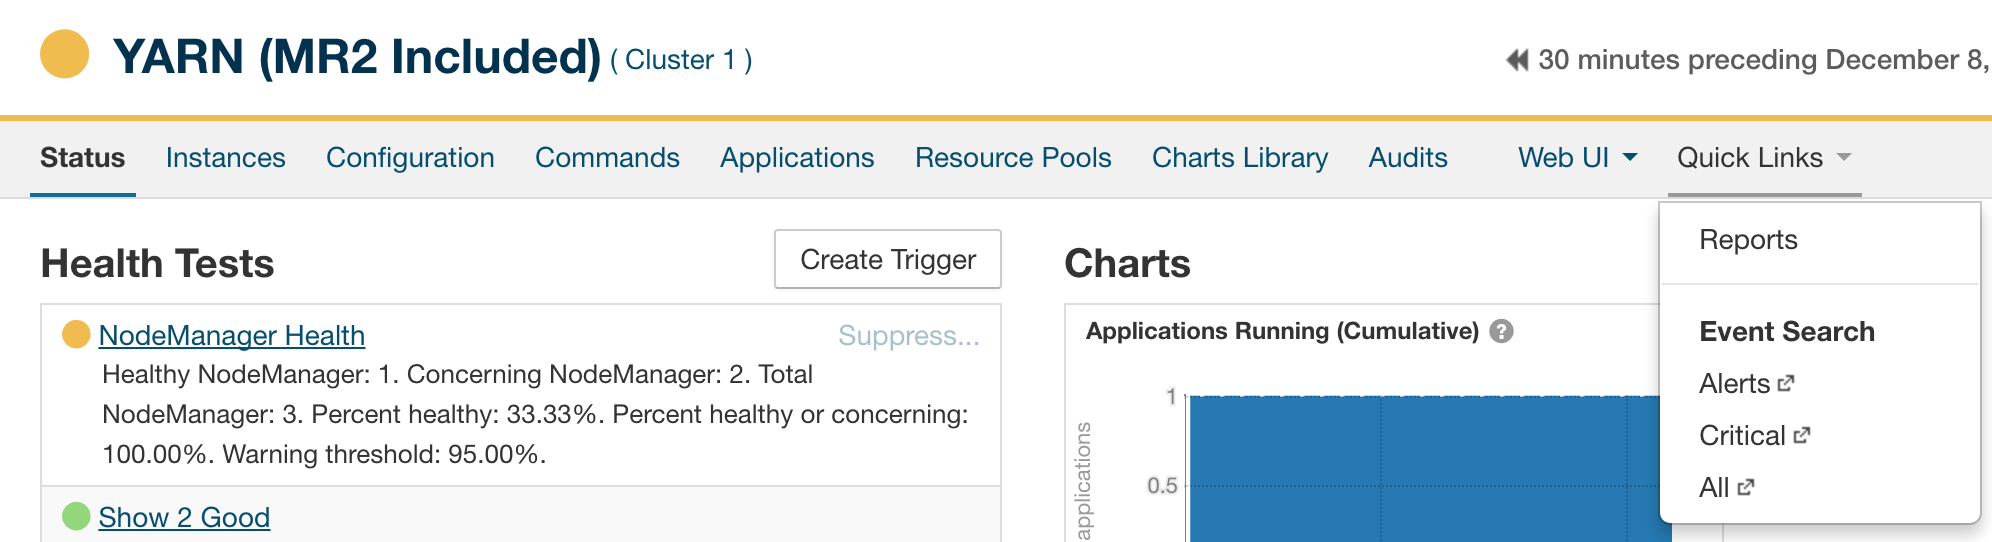 YARN (MR2 Included) ( Cluster 1 )
30 minutes preceding December 8,
Status Instances Configuration Commands Applications Resource Pools Charts Library Audits Web UI Quick Links
Health Tests
Create Trigger
NodeManager Health
Suppress...
Healthy NodeManager: 1. Concerning NodeManager: 2. Total
NodeManager: 3. Percent healthy: 33.33%. Percent healthy or concerning:
100.00%. Warning threshold: 95.00%.
Show 2 Good
Charts
Applications Running (Cumulative) ?
applications
1
0.5
Reports
Event Search
Alerts
Critical
All